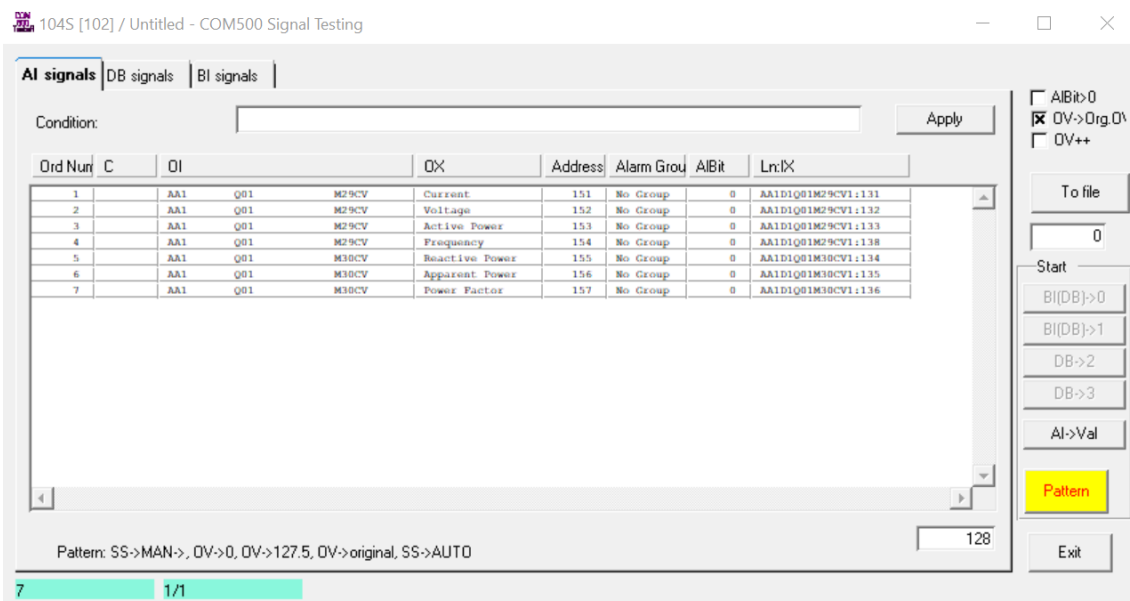 104S [102] / Untitled - COM500 Signal Testing
AI signals DB signals BI signals
Condition: Apply
Ord Num C OI OX Address Alarm Grou AlBit Ln:IX
1 AA1 Q01 M29CV Current 151 No Group 0 AA1D1Q01M29CV1:131
2 AA1 Q01 M29CV Voltage 152 No Group 0 AA1D1Q01M29CV1:132
3 AA1 Q01 M29CV Active Power 153 No Group 0 AA1D1Q01M29CV1:133
4 AA1 Q01 M29CV Frequency 154 No Group 0 AA1D1Q01M29CV1:138
5 AA1 Q01 M30CV Reactive Power 155 No Group 0 AA1D1Q01M30CV1:134
6 AA1 Q01 M30CV Apparent Power 156 No Group 0 AA1D1Q01M30CV1:135
7 AA1 Q01 M30CV Power Factor 157 No Group 0 AA1D1Q01M30CV1:136
Pattern: SS->MAN->, OV->0, OV->127.5, OV->original, SS->AUTO
128
7 1/1
AlBit>0
OV->Org.OV
OV++
To file
0
Start
BI(DB)->0
BI(DB)->1
DB->2
DB->3
AI->Val
Pattern
Exit